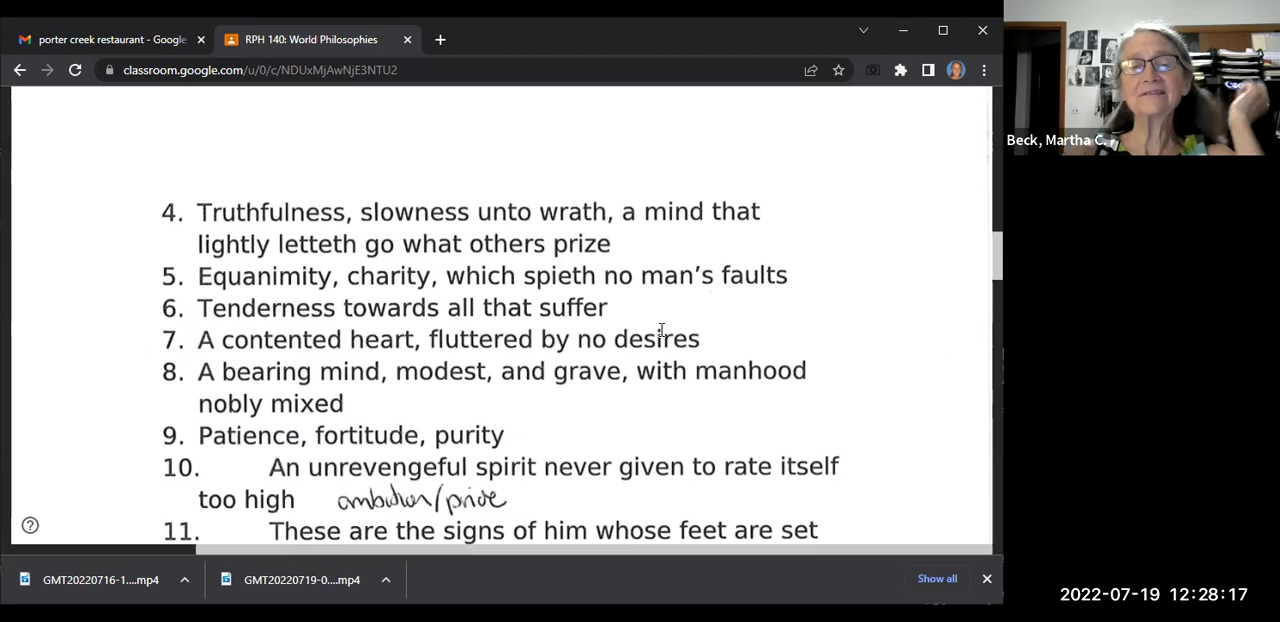 porter creek restaurant - Google
RPH 140: World Philosophies
classroom.google.com/u/0/c/NDUxMjAwNjE3NTU2
4. Truthfulness, slowness unto wrath, a mind that
lightly letteth go what others prize
5. Equanimity, charity, which spieth no man's faults
6. Tenderness towards all that suffer
7. A contented heart, fluttered by no desires
8. A bearing mind, modest, and grave, with manhood
nobly mixed
9. Patience, fortitude, purity
10. An unrevengeful spirit never given to rate itself
too high ambition/pride
11. These are the signs of him whose feet are set
Beck, Martha C.
GMT20220716-1....mp4
GMT20220719-0....mp4
Show all
2022-07-19 12:28:17